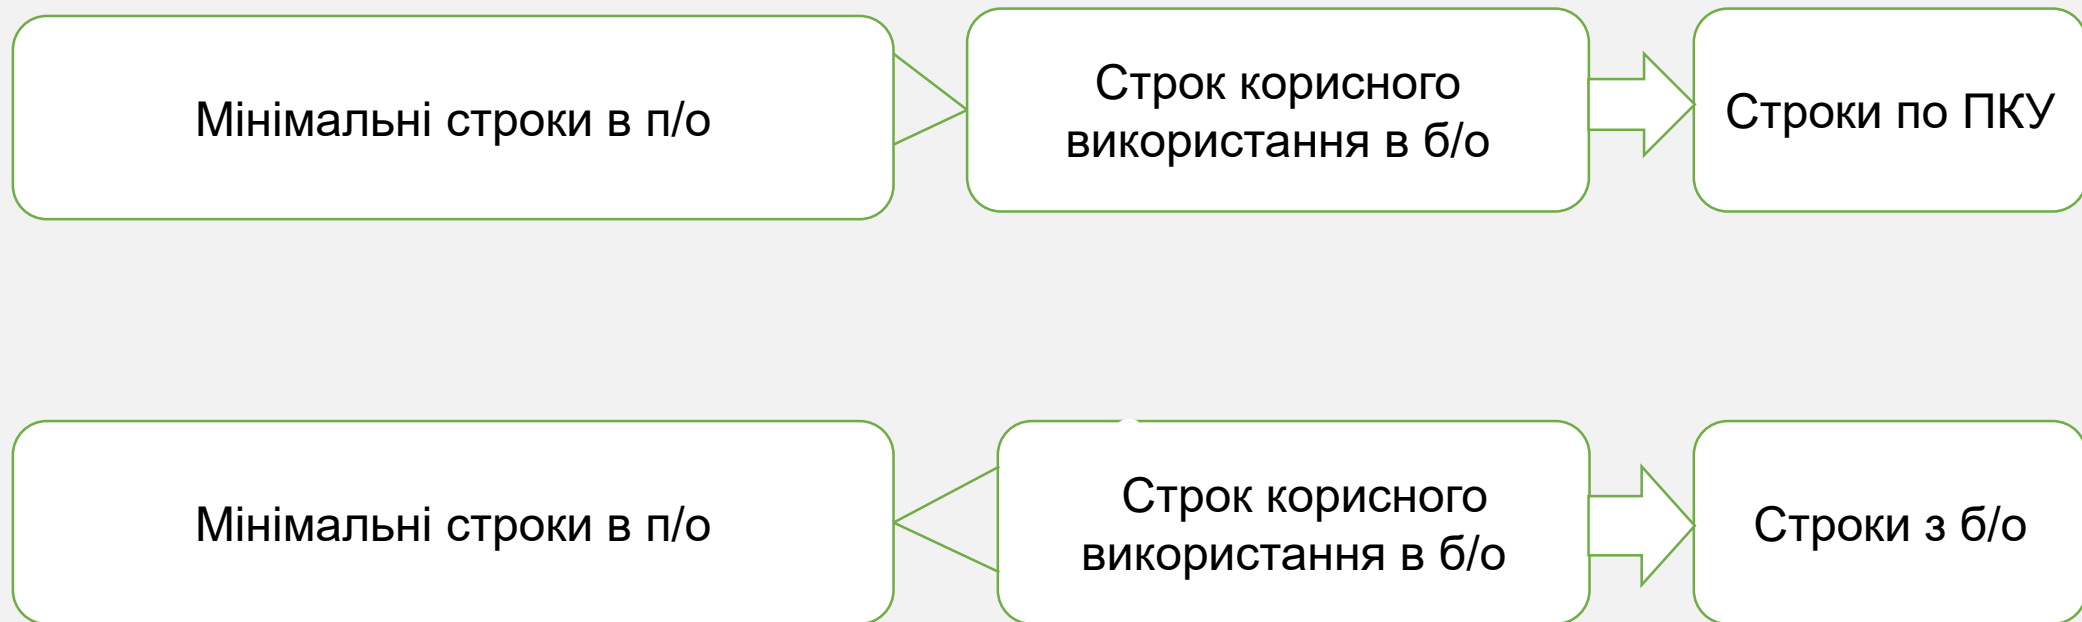 Мінімальні строки в п/о
Строк корисного
використання в б/о
Строки по ПКУ
Мінімальні строки в п/о
Строк корисного
використання в б/о
Строки з б/о